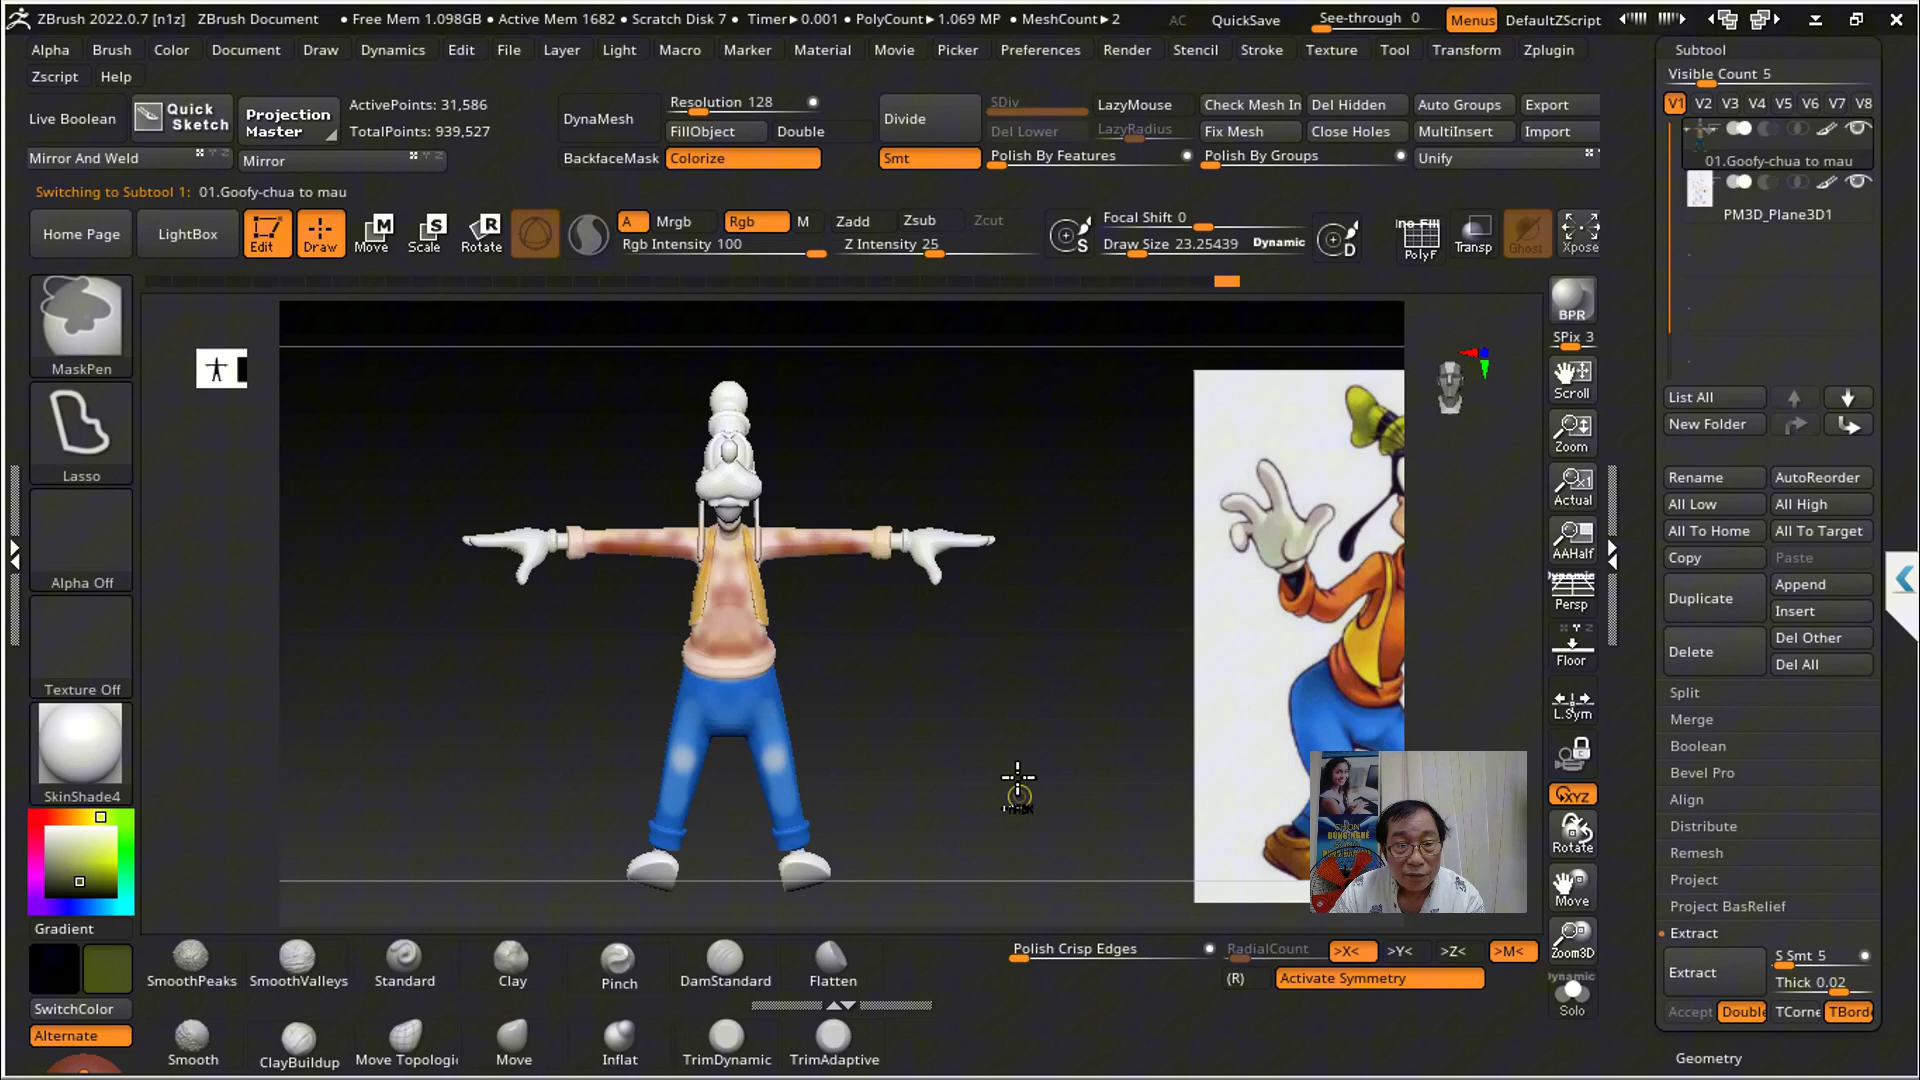 ZBrush 2022.0.7 [n1z] ZBrush Document • Free Mem 1.098GB • Active Mem 1682 • Scratch Disk 7 • Timer▸0.001 • PolyCount▸1.069 MP • MeshCount▸2 AC QuickSave See-through 0 Menus DefaultZScript
Alpha Brush Color Document Draw Dynamics Edit File Layer Light Macro Marker Material Movie Picker Preferences Render Stencil Stroke Texture Tool Transform Zplugin
Zscript Help
Live Boolean Quick Sketch Projection Master ActivePoints: 31,586 TotalPoints: 939,527
DynaMesh Resolution 128 FillObject Double Divide SDiv Del Lower LazyMouse LazyRadius Check Mesh In Del Hidden Auto Groups Export
Fix Mesh Close Holes MultiInsert Import
Mirror And Weld Mirror BackfaceMask Colorize Smt Polish By Features Polish By Groups Unify
Switching to Subtool 1: 01.Goofy-chua to mau
Home Page LightBox Edit Draw Move Scale Rotate A Mrgb Rgb M Zadd Zsub Zcut Focal Shift 0
Rgb Intensity 100 Z Intensity 25 S Draw Size 23.25439 Dynamic D PolyF Transp Ghost Xpose
MaskPen
Lasso
Alpha Off
Texture Off
SkinShade4
Gradient
SwitchColor
Alternate
BPR
SPix 3
Scroll
Zoom
Actual
AAHalf
Dynamic
Persp
Floor
L.Sym
XYZ
Rotate
Move
Zoom3D
Dynamic
Solo
SmoothPeaks SmoothValleys Standard Clay Pinch DamStandard Flatten
Smooth ClayBuildup Move Topologi Move Inflat TrimDynamic TrimAdaptive
Polish Crisp Edges RadialCount >X< >Y< >Z< >M<
(R) Activate Symmetry
Subtool
Visible Count 5
V1 V2 V3 V4 V5 V6 V7 V8
01.Goofy-chua to mau
PM3D_Plane3D1
List All
New Folder
Rename AutoReorder
All Low All High
All To Home All To Target
Copy Paste
Duplicate Append
Insert
Delete Del Other
Del All
Split
Merge
Boolean
Bevel Pro
Align
Distribute
Remesh
Project
Project BasRelief
Extract
Extract S Smt 5
Thick 0.02
Accept Double TCorne TBord
Geometry